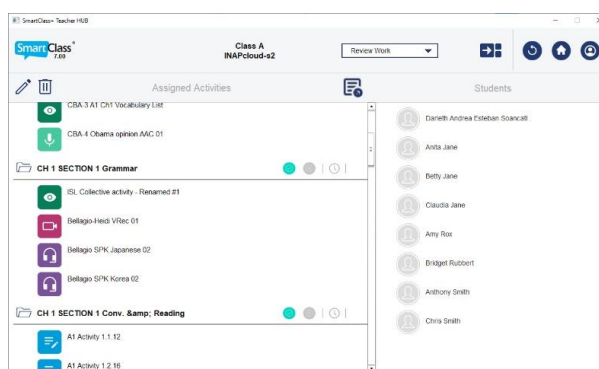 SmartClass+ Teacher HUB
SmartClass+
7.00
Class A
INAPcloud-s2
Review Work
Assigned Activities
Students
CBA-3 A1 Ch1 Vocabulary List
CBA-4 Obama opinion AAC 01
CH 1 SECTION 1 Grammar
ISL Collective activity - Renamed #1
Bellagio-Heidi VRec 01
Bellagio SPK Japanese 02
Bellagio SPK Korea 02
CH 1 SECTION 1 Conv. &amp; Reading
A1 Activity 1.1.12
A1 Activity 1.2.16
Darieth Andrea Esteban Soancati
Anita Jane
Betty Jane
Claudia Jane
Amy Rox
Bridget Rubbert
Anthony Smith
Chris Smith